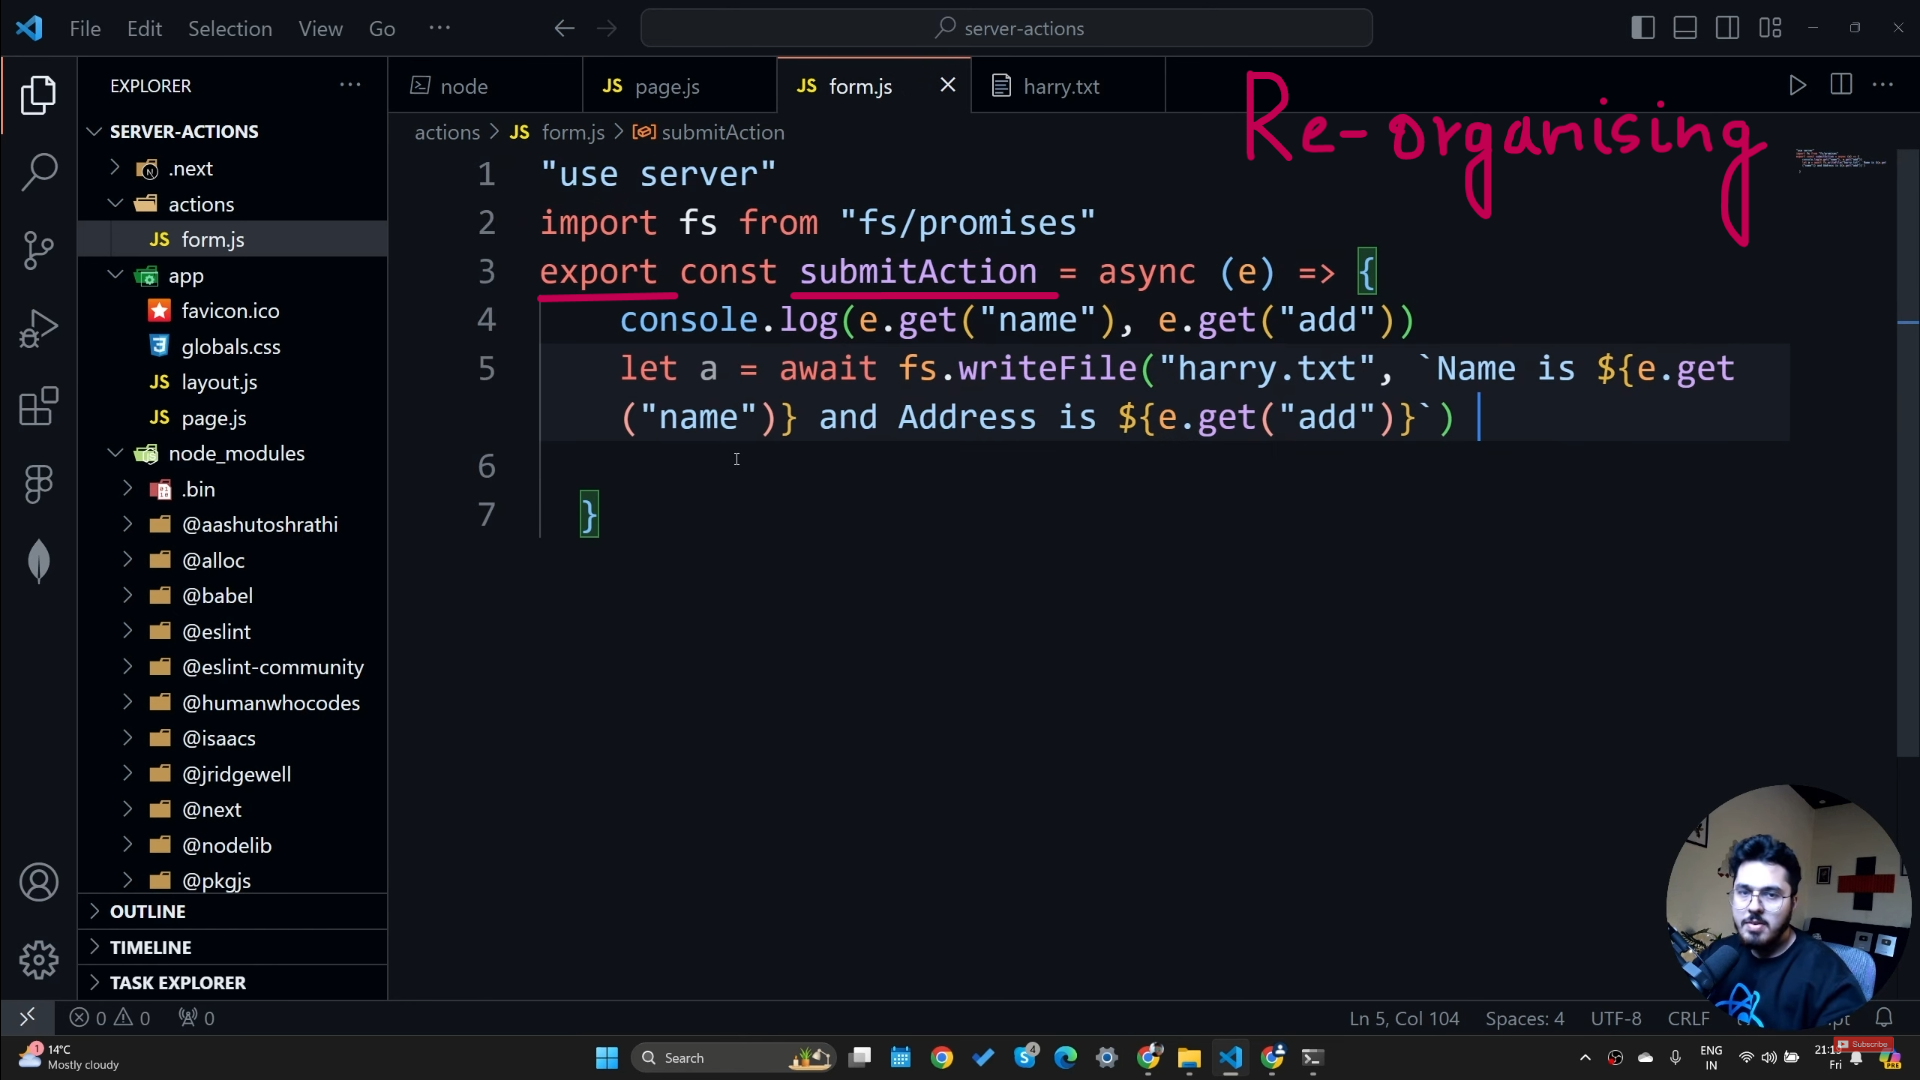 File Edit Selection View Go ··· server-actions
EXPLORER ···
node
JS page.js
JS form.js
harry.txt
Re-organising
SERVER-ACTIONS
actions > JS form.js > submitAction
.next
actions
JS form.js
app
favicon.ico
globals.css
JS layout.js
JS page.js
node_modules
.bin
@aashutoshrathi
@alloc
@babel
@eslint
@eslint-community
@humanwhocodes
@isaacs
@jridgewell
@next
@nodelib
@pkgjs
OUTLINE
TIMELINE
TASK EXPLORER
1 "use server"
2 import fs from "fs/promises"
3 export const submitAction = async (e) => {
4 console.log(e.get("name"), e.get("add"))
5 let a = await fs.writeFile("harry.txt", `Name is ${e.get
("name")} and Address is ${e.get("add")}`)
6
7 }
0 0 0
Ln 5, Col 104 Spaces: 4 UTF-8 CRLF
1 14°C
Mostly cloudy
Search
4
ENG
IN
Fri
Subscribe
PRE